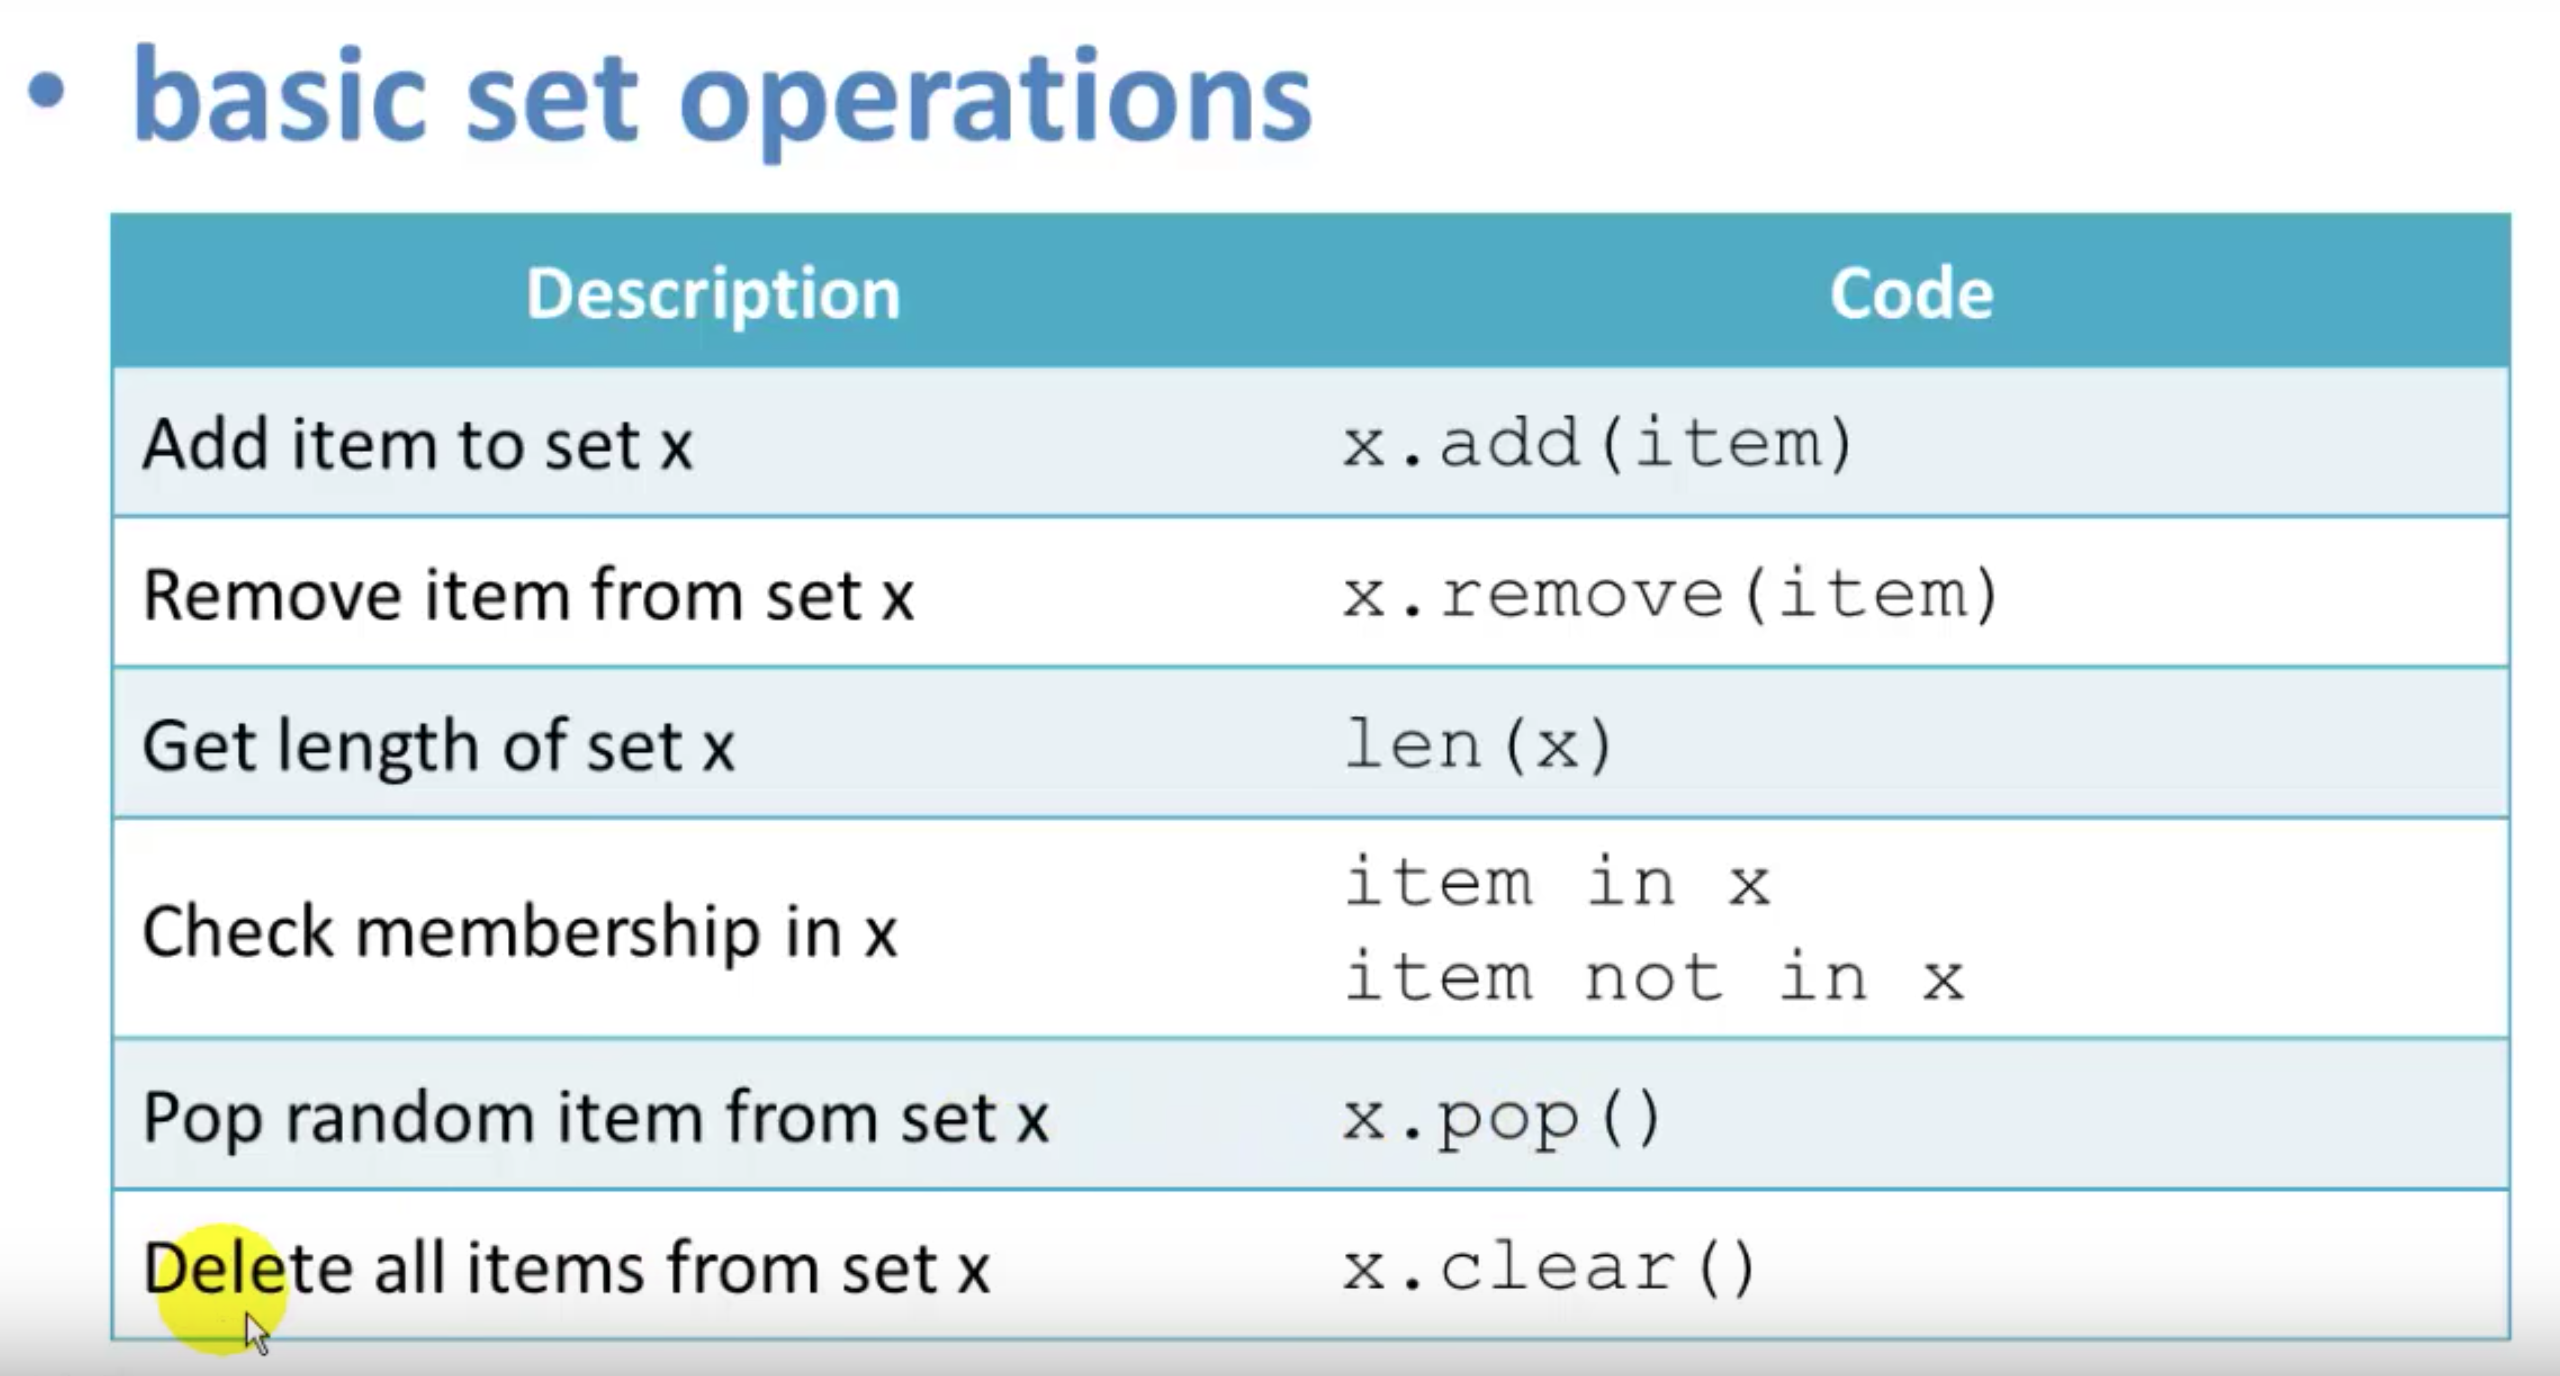 • basic set operations
Description Code
Add item to set x x.add(item)
Remove item from set x x.remove(item)
Get length of set x len(x)
Check membership in x item in x
item not in x
Pop random item from set x x.pop()
Delete all items from set x x.clear()